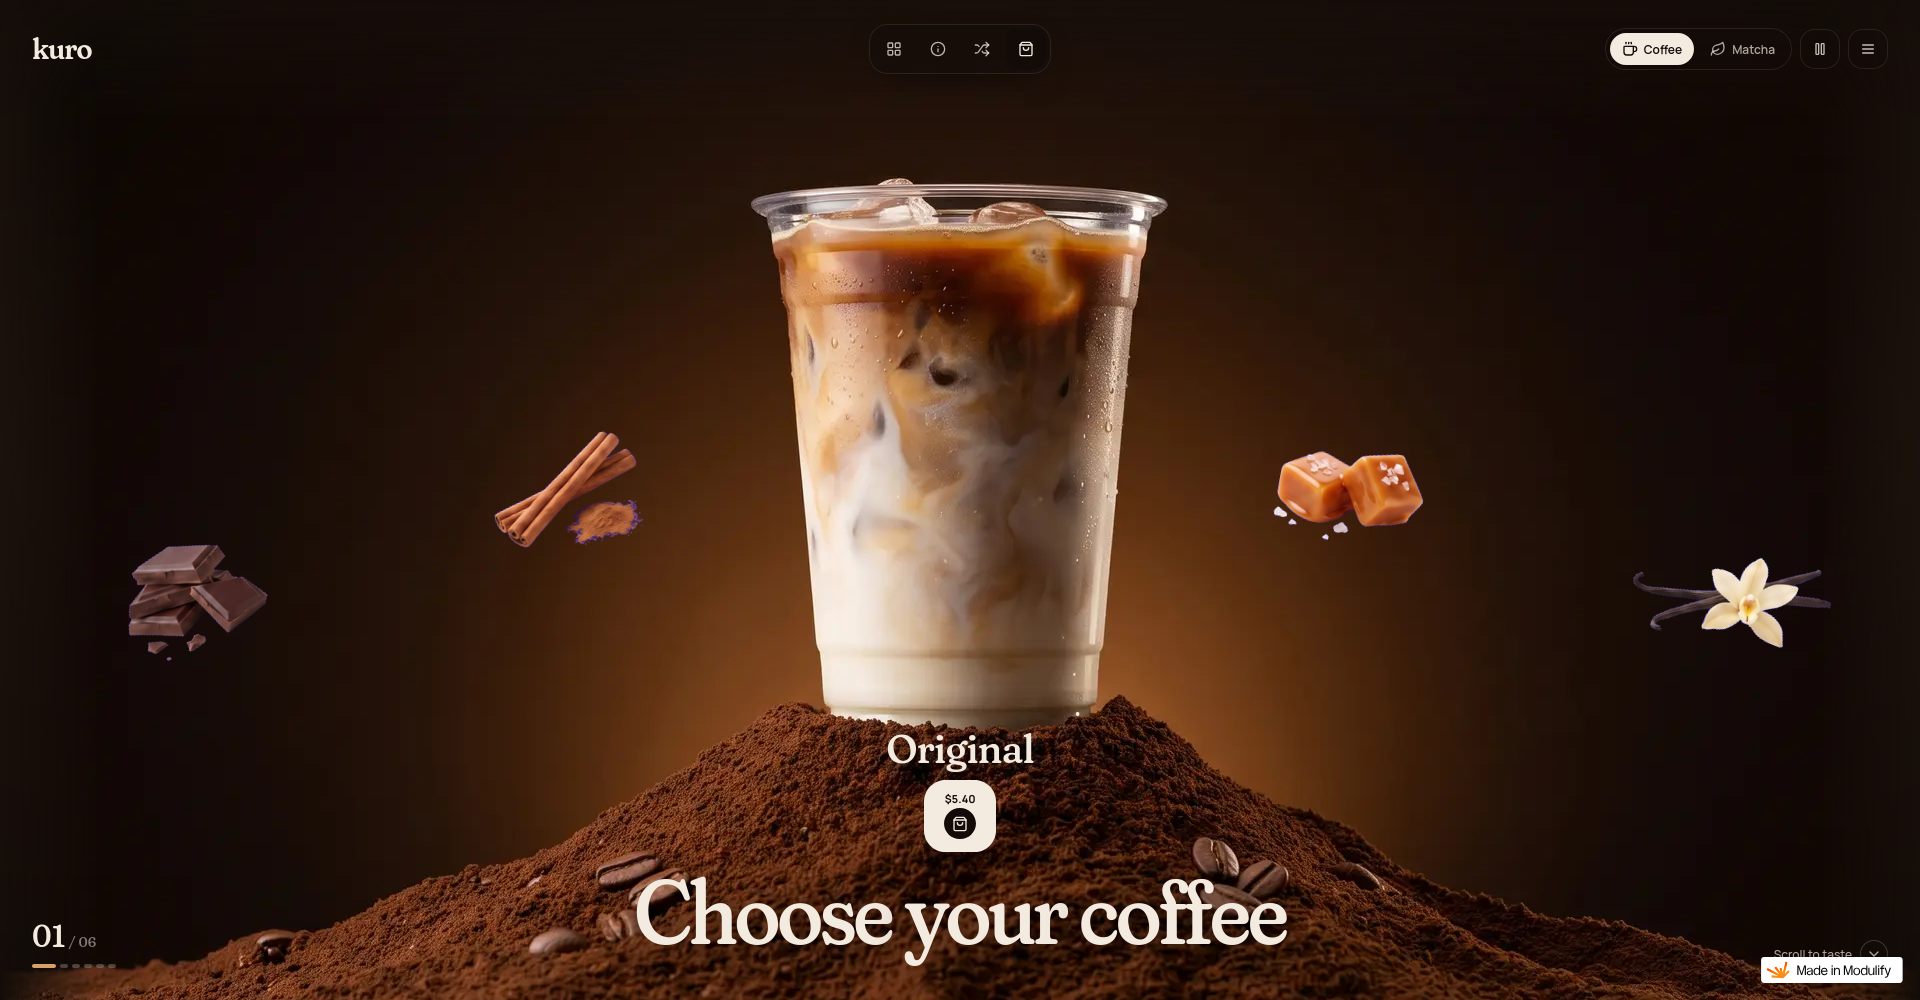 kuro
Coffee
Matcha
Original
$5.40
Choose your coffee
01 / 06
Scroll to taste
Made in Modulify